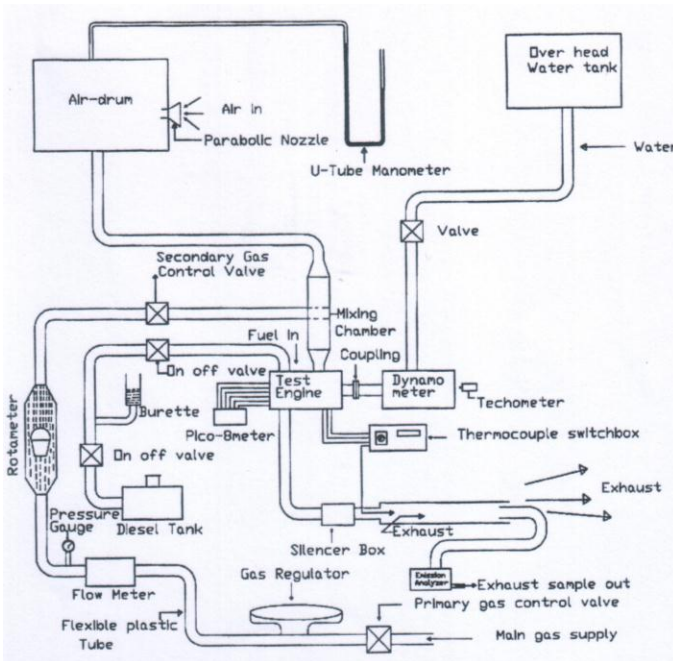 Over head
Water tank
Air-drum
Air in
Parabolic Nozzle
U-Tube Manometer
Water
Valve
Secondary Gas
Control Valve
Mixing
Chamber
Fuel In
Coupling
On off valve
Test
Engine
Dynamo
meter
Techometer
Burette
Pico-8meter
Thermocouple switchbox
Rotameter
On off valve
Diesel Tank
Pressure
Gauge
Silencer Box
Exhaust
Exhaust
Emission
Analyzer
Exhaust sample out
Gas Regulator
Flow Meter
Primary gas control valve
Flexible plastic
Tube
Main gas supply